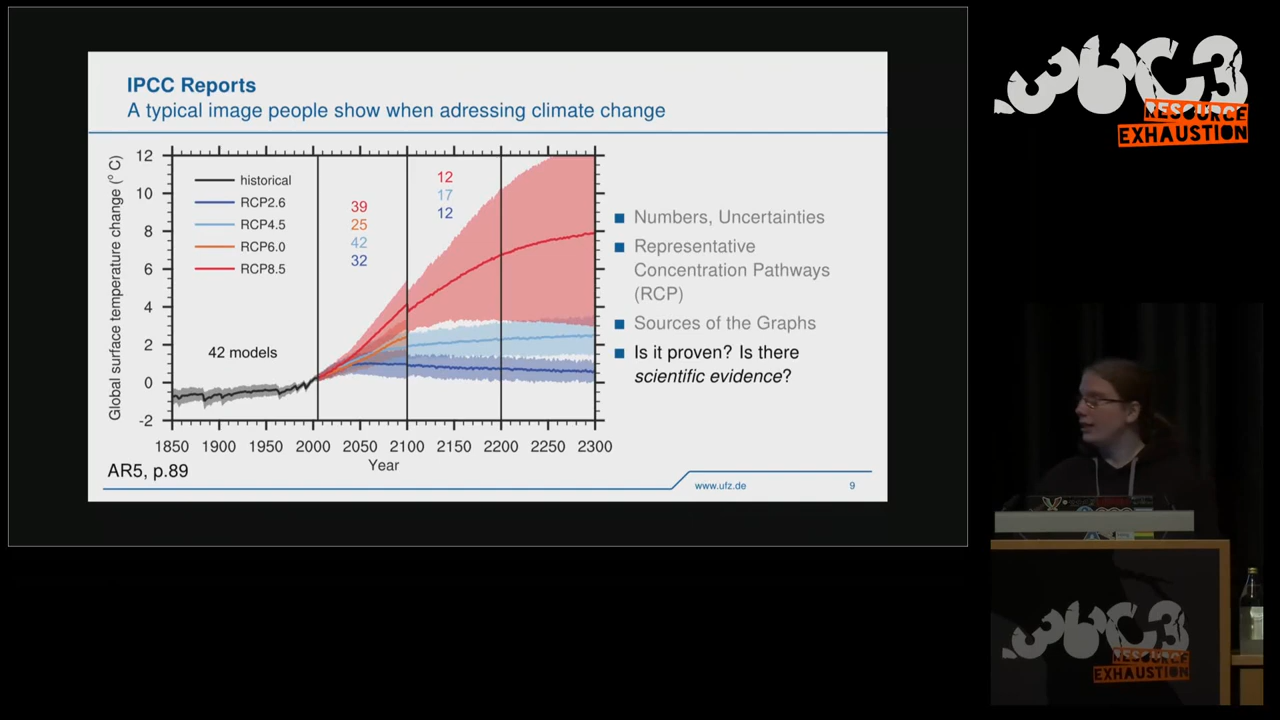 IPCC Reports
A typical image people show when adressing climate change
Global surface temperature change (° C)
12
10
8
6
4
2
0
-2
historical
RCP2.6
RCP4.5
RCP6.0
RCP8.5
39
25
42
32
12
17
12
42 models
1850 1900 1950 2000 2050 2100 2150 2200 2250 2300
Year
AR5, p.89
Numbers, Uncertainties
Representative
Concentration Pathways
(RCP)
Sources of the Graphs
Is it proven? Is there
scientific evidence?
www.ufz.de
9
36C3
RESOURCE
EXHAUSTION
36C3
RESOURCE
EXHAUSTION